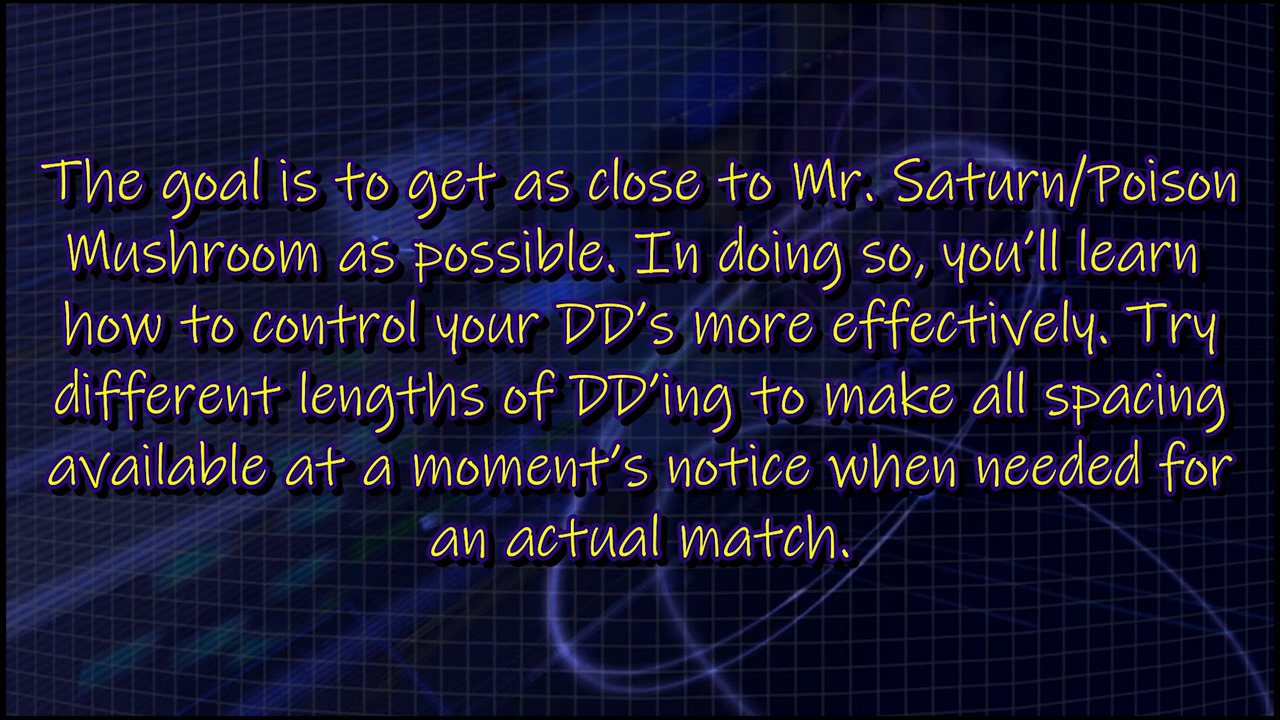 The goal is to get as close to Mr. Saturn/Poison
Mushroom as possible. In doing so, you'll learn
how to control your DD's more effectively. Try
different lengths of DD'ing to make all spacing
available at a moment's notice when needed for
an actual match.